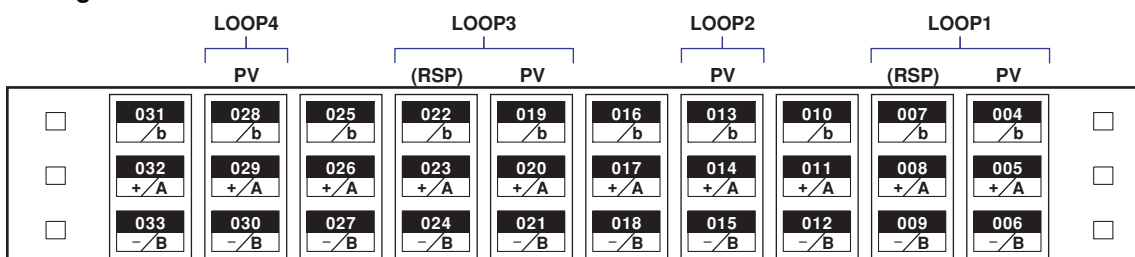 LOOP4 LOOP3 LOOP2 LOOP1
PV (RSP) PV PV (RSP) PV
031 028 025 022 019 016 013 010 007 004
/b /b /b /b /b /b /b /b /b /b
032 029 026 023 020 017 014 011 008 005
+/A +/A +/A +/A +/A +/A +/A +/A +/A +/A
033 030 027 024 021 018 015 012 009 006
−/B −/B −/B −/B −/B −/B −/B −/B −/B −/B